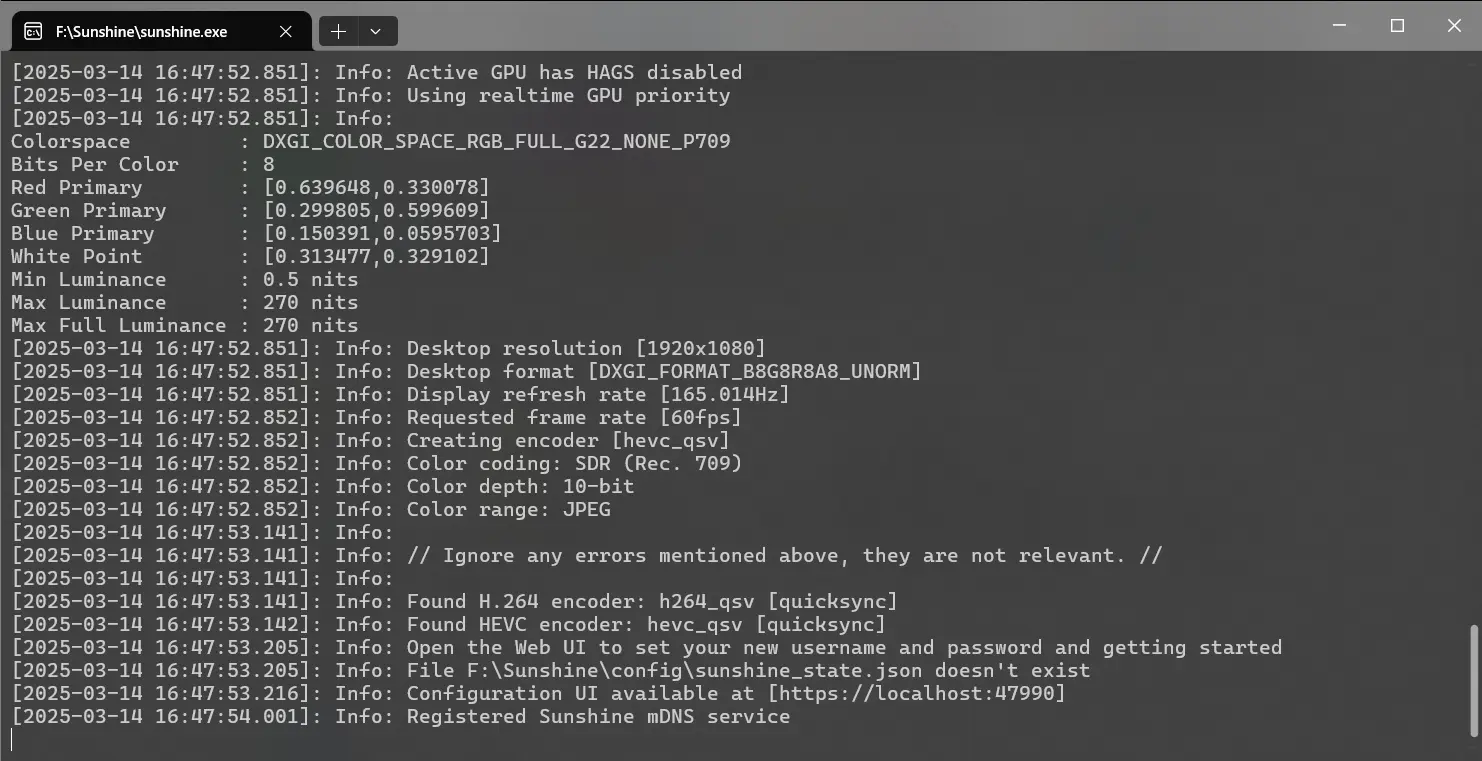 F:\Sunshine\sunshine.exe
[2025-03-14 16:47:52.851]: Info: Active GPU has HAGS disabled
[2025-03-14 16:47:52.851]: Info: Using realtime GPU priority
[2025-03-14 16:47:52.851]: Info:
Colorspace         : DXGI_COLOR_SPACE_RGB_FULL_G22_NONE_P709
Bits Per Color     : 8
Red Primary        : [0.639648,0.330078]
Green Primary      : [0.299805,0.599609]
Blue Primary       : [0.150391,0.0595703]
White Point        : [0.313477,0.329102]
Min Luminance      : 0.5 nits
Max Luminance      : 270 nits
Max Full Luminance : 270 nits
[2025-03-14 16:47:52.851]: Info: Desktop resolution [1920x1080]
[2025-03-14 16:47:52.851]: Info: Desktop format [DXGI_FORMAT_B8G8R8A8_UNORM]
[2025-03-14 16:47:52.851]: Info: Display refresh rate [165.014Hz]
[2025-03-14 16:47:52.852]: Info: Requested frame rate [60fps]
[2025-03-14 16:47:52.852]: Info: Creating encoder [hevc_qsv]
[2025-03-14 16:47:52.852]: Info: Color coding: SDR (Rec. 709)
[2025-03-14 16:47:52.852]: Info: Color depth: 10-bit
[2025-03-14 16:47:52.852]: Info: Color range: JPEG
[2025-03-14 16:47:53.141]: Info:
[2025-03-14 16:47:53.141]: Info: // Ignore any errors mentioned above, they are not relevant. //
[2025-03-14 16:47:53.141]: Info:
[2025-03-14 16:47:53.141]: Info: Found H.264 encoder: h264_qsv [quicksync]
[2025-03-14 16:47:53.142]: Info: Found HEVC encoder: hevc_qsv [quicksync]
[2025-03-14 16:47:53.205]: Info: Open the Web UI to set your new username and password and getting started
[2025-03-14 16:47:53.205]: Info: File F:\Sunshine\config\sunshine_state.json doesn't exist
[2025-03-14 16:47:53.216]: Info: Configuration UI available at [https://localhost:47990]
[2025-03-14 16:47:54.001]: Info: Registered Sunshine mDNS service